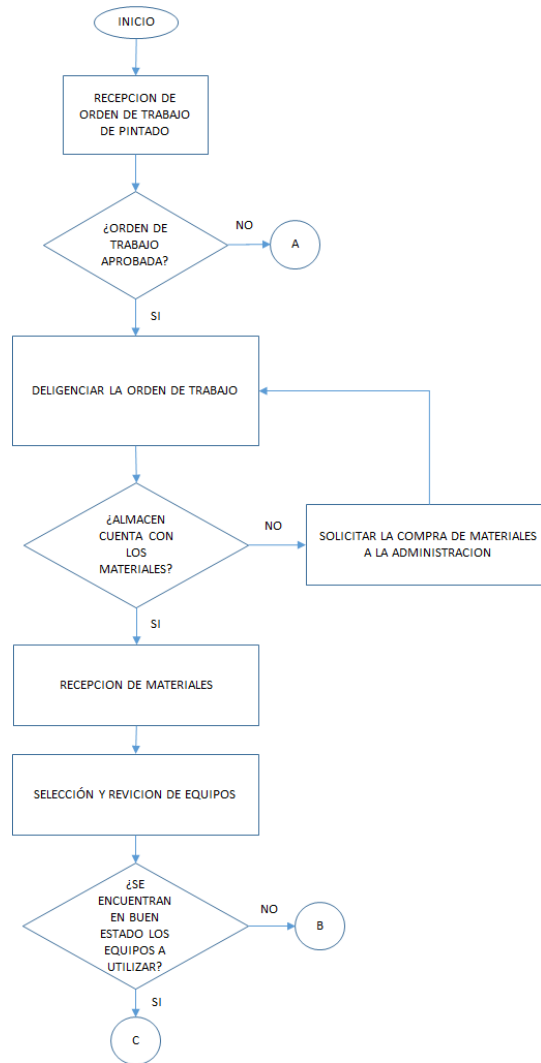 INICIO
RECEPCION DE
ORDEN DE TRABAJO
DE PINTADO
¿ORDEN DE
TRABAJO
APROBADA?
NO
A
SI
DELIGENCIAR LA ORDEN DE TRABAJO
¿ALMACEN
CUENTA CON
LOS
MATERIALES?
NO
SOLICITAR LA COMPRA DE MATERIALES
A LA ADMINISTRACION
SI
RECEPCION DE MATERIALES
SELECCIÓN Y REVICION DE EQUIPOS
¿SE
ENCUENTRAN
EN BUEN
ESTADO LOS
EQUIPOS A
UTILIZAR?
NO
B
SI
C